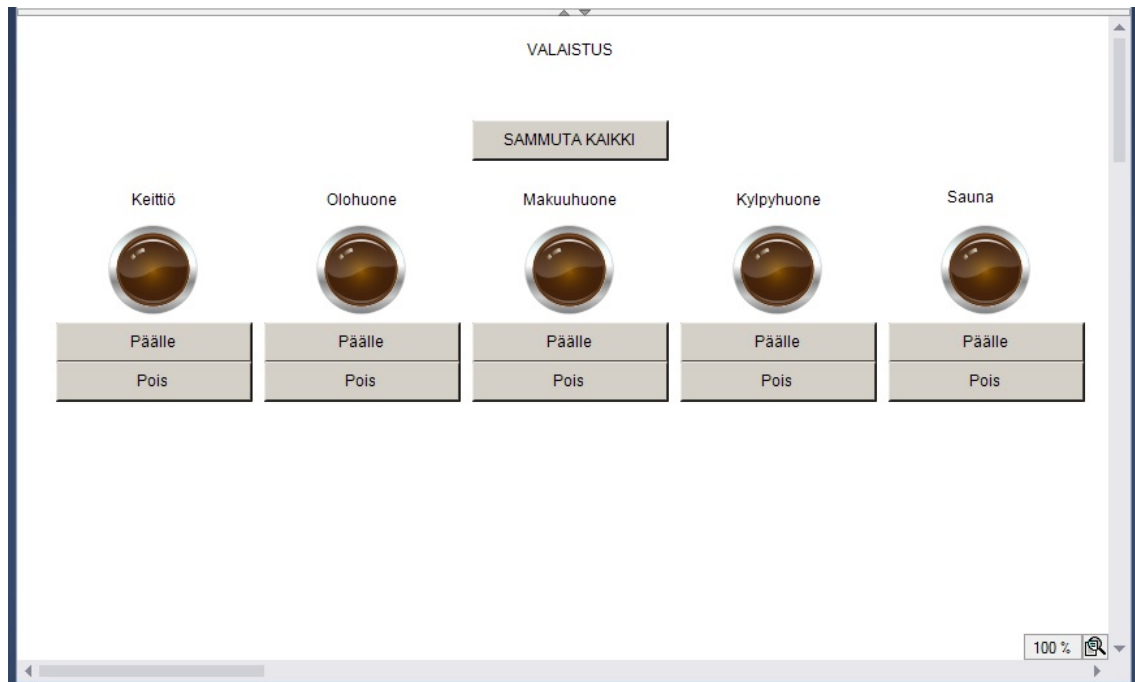 VALAISTUS
SAMMUTA KAIKKI
Keittiö Olohuone Makuuhuone Kylpyhuone Sauna
Päälle Päälle Päälle Päälle Päälle
Pois Pois Pois Pois Pois
100 %